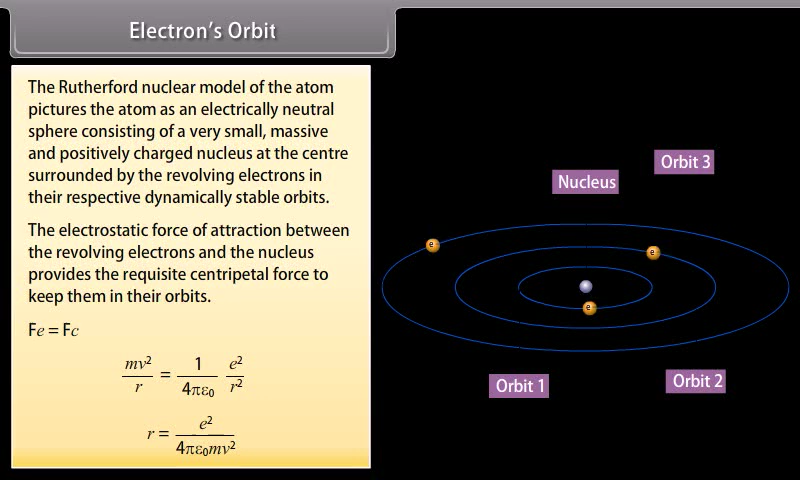 Electron's Orbit
The Rutherford nuclear model of the atom
pictures the atom as an electrically neutral
sphere consisting of a very small, massive
and positively charged nucleus at the centre
surrounded by the revolving electrons in
their respective dynamically stable orbits.
The electrostatic force of attraction between
the revolving electrons and the nucleus
provides the requisite centripetal force to
keep them in their orbits.
Fe = Fc
mv²/r = 1/4πε₀ e²/r²
r = e²/4πε₀mv²
Orbit 3
Nucleus
e
e
e
Orbit 1
Orbit 2